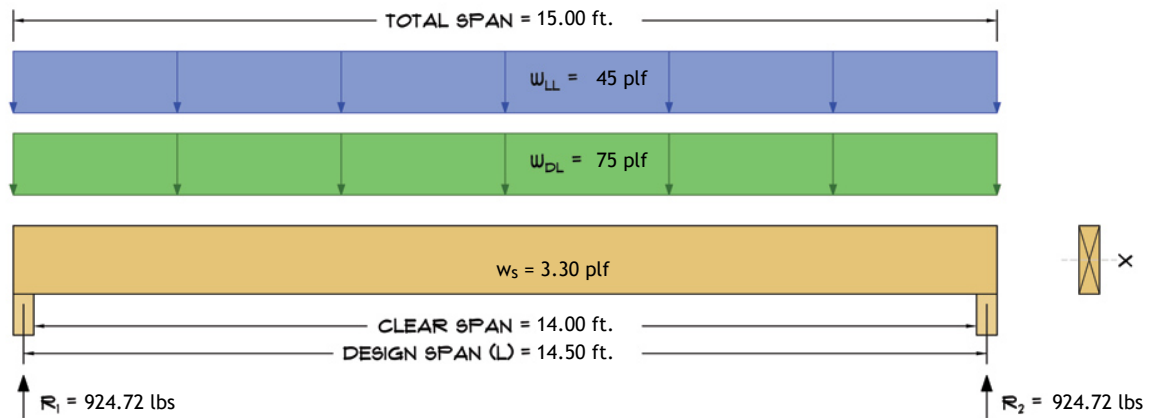 TOTAL SPAN = 15.00 ft.
WLL = 45 plf
WDL = 75 plf
ws = 3.30 plf
X
CLEAR SPAN = 14.00 ft.
DESIGN SPAN (L) = 14.50 ft.
R1 = 924.72 lbs
R2 = 924.72 lbs